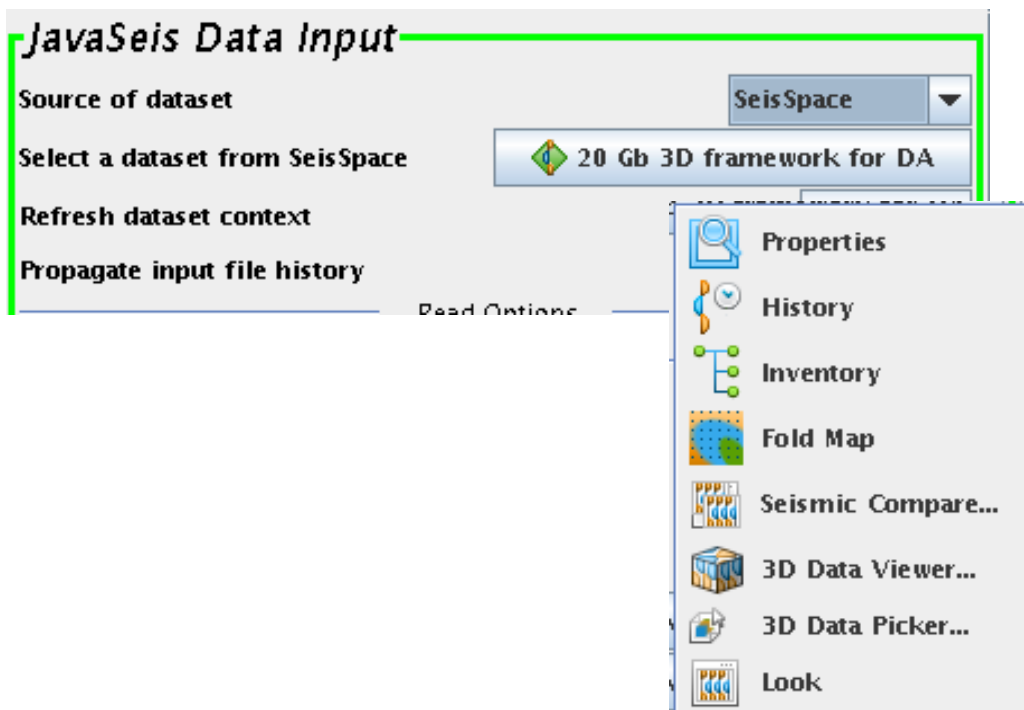 JavaSeis Data Input
Source of dataset SeisSpace
Select a dataset from SeisSpace 20 Gb 3D framework for DA
Refresh dataset context
Propagate input file history
Read Options
Properties
History
Inventory
Fold Map
Seismic Compare...
3D Data Viewer...
3D Data Picker...
Look